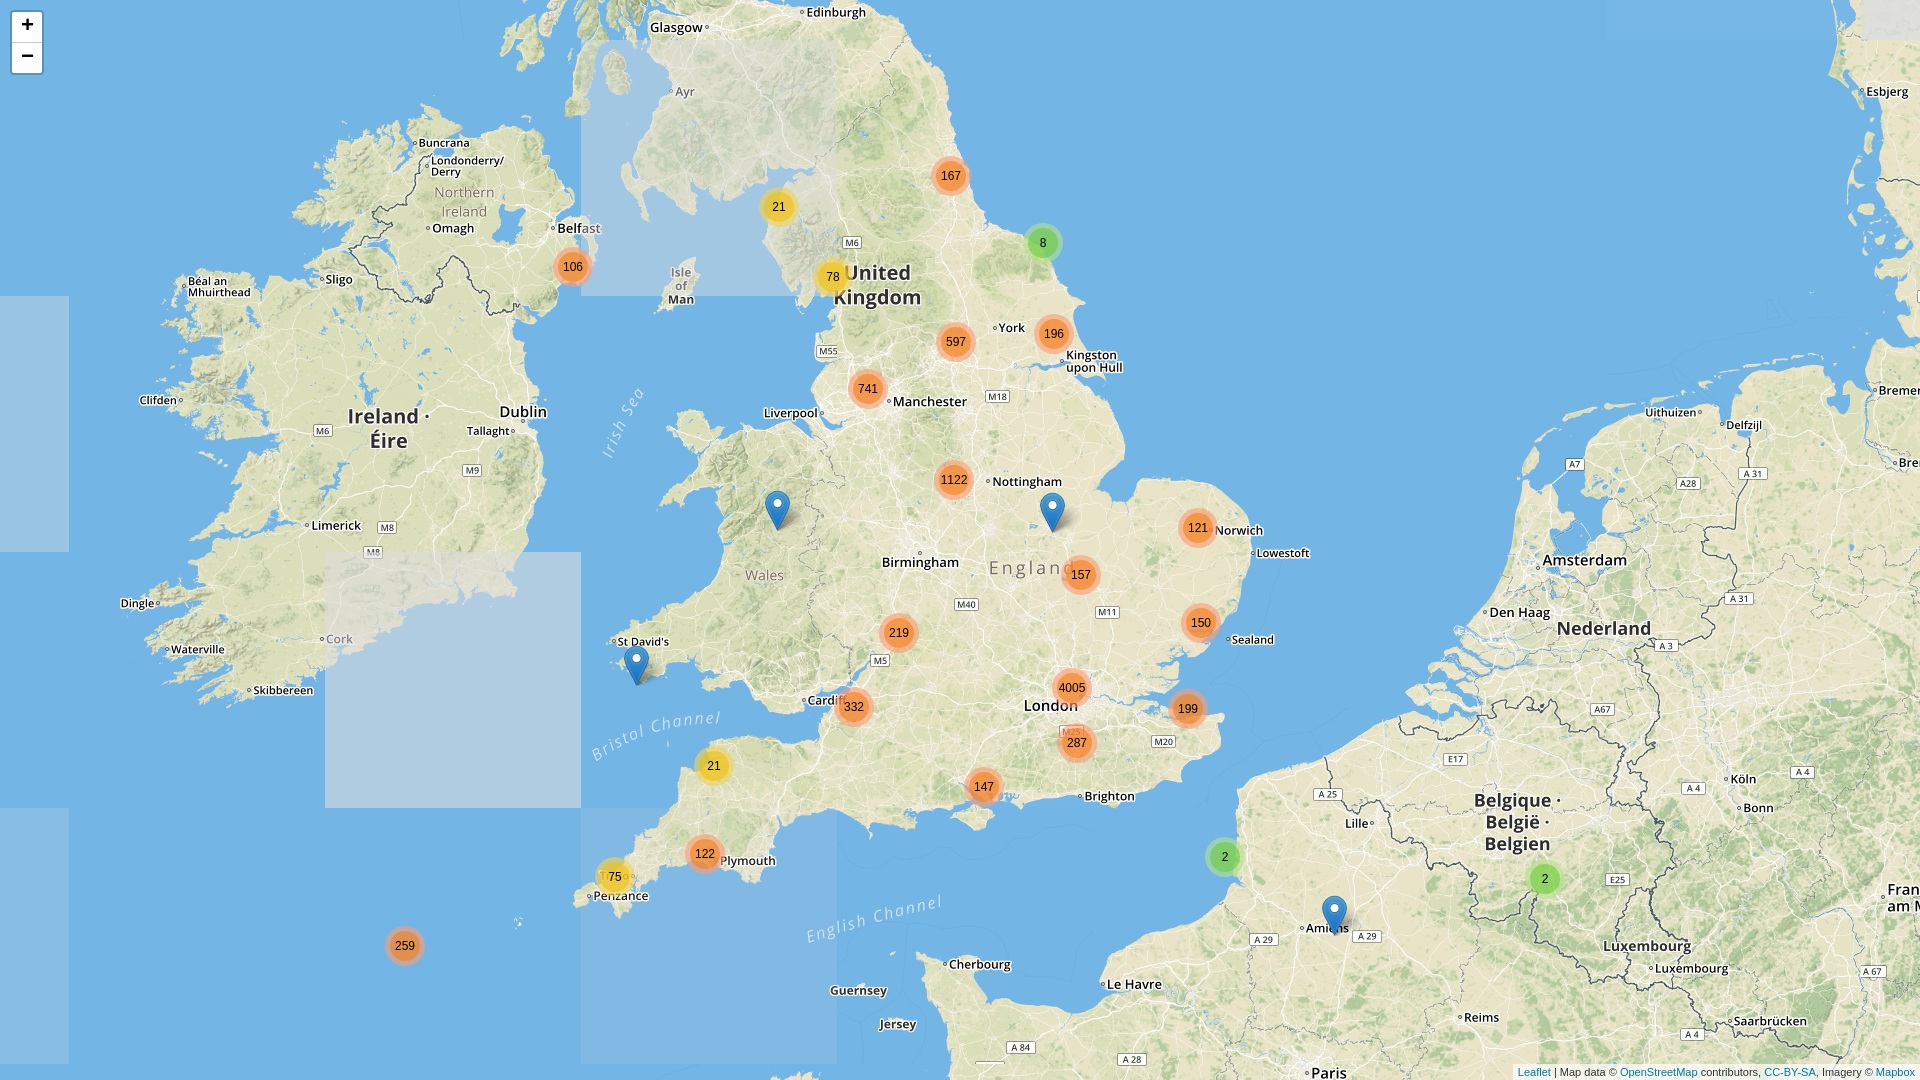 +
−
Glasgow
Edinburgh
Ayr
Esbjerg
Buncrana
Londonderry/
Derry
Northern
Ireland
Omagh
Belfast
167
21
8
M6
106
78
United
Kingdom
Isle
of
Man
Sligo
Béal an
Mhuirthead
597
York
196
Kingston
upon Hull
M55
741
Manchester
M18
Liverpool
Irish Sea
Clifden
Ireland ·
Éire
Dublin
Tallaght
M6
M9
Uithuizen
Delfzijl
A7
A 31
A28
1122
Nottingham
121
Norwich
Lowestoft
Limerick
M8
M8
Birmingham
England
157
Wales
M40
M11
150
Sealand
Amsterdam
Den Haag
Nederland
A 31
A 3
Dingle
Cork
Waterville
Skibbereen
St David's
219
M5
Cardiff
332
4005
London
199
M25
287
M20
A67
E17
Bristol Channel
21
147
Brighton
A 25
Lille
Köln
A 4
A 4
Bonn
Belgique ·
België ·
Belgien
122
Plymouth
75
Penzance
2
2
E25
English Channel
259
Amiens
A 29
A 29
Luxembourg
Luxembourg
A 67
Cherbourg
Guernsey
Le Havre
Jersey
Reims
Saarbrücken
A 84
A 28
A 4
Paris
Leaflet | Map data © OpenStreetMap contributors, CC-BY-SA, Imagery © Mapbox